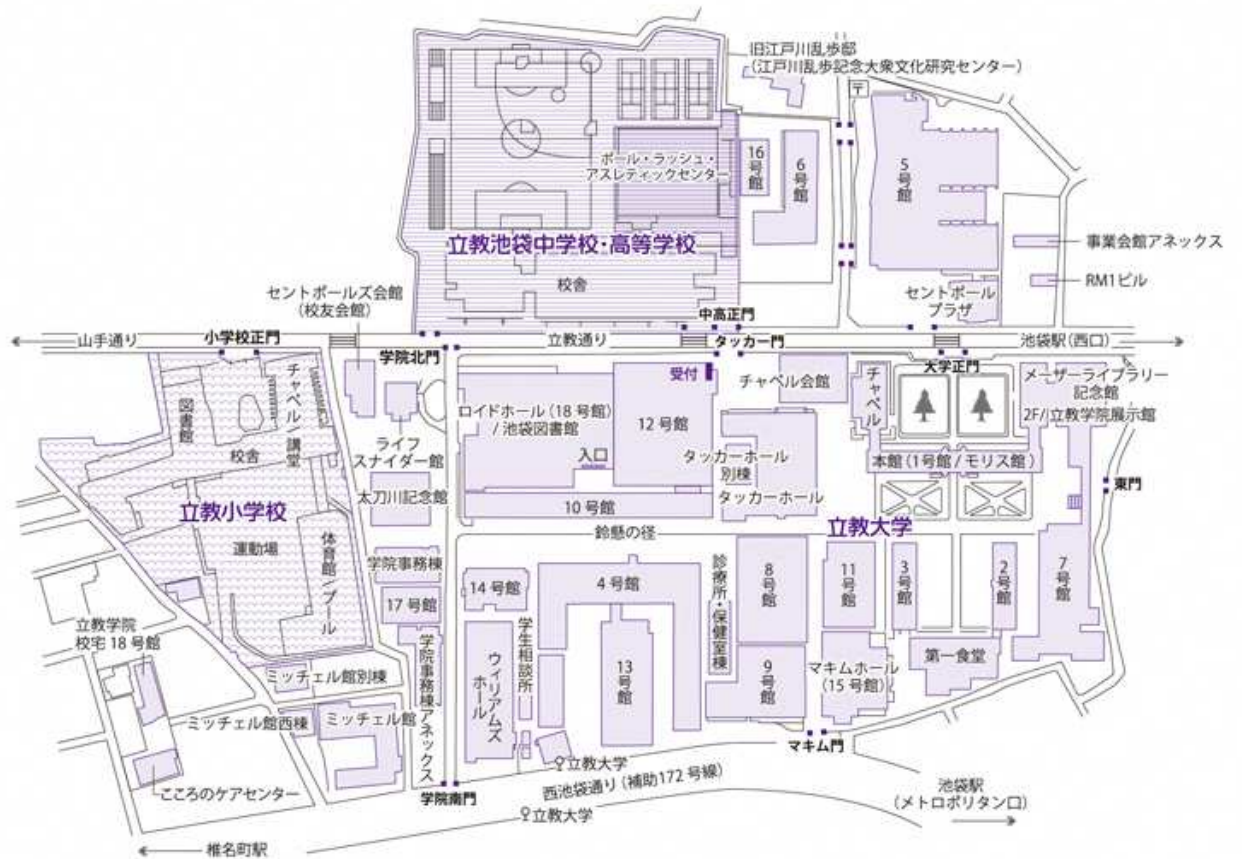 旧江戸川乱歩邸
(江戸川乱歩記念大衆文化研究センター)
〒
ポール・ラッシュ・
アスレティックセンター
16号館
6号館
5号館
立教池袋中学校・高等学校
校舎
事業会館アネックス
RM1ビル
セントポール
プラザ
セントポールズ会館
(校友会館)
中高正門
山手通り
小学校正門
学院北門
立教通り
タッカー門
池袋駅(西口)
大学正門
受付
チャペル会館
チャペル
メーザーライブラリー
記念館
2F/立教学院展示館
チャペル/講堂
図書館
校舎
ライフ
スナイダー館
ロイドホール(18号館)
/池袋図書館
入口
12号館
タッカーホール
別棟
タッカーホール
本館(1号館/モリス館)
東門
太刀川記念館
10号館
立教小学校
立教大学
鈴懸の径
運動場
体育館/プール
学院事務棟
17号館
14号館
4号館
診療所・保健室棟
8号館
11号館
3号館
2号館
7号館
立教学院
校宅18号館
学院事務棟アネックス
ウィリアムズ
ホール
学生相談所
13号館
9号館
マキムホール
(15号館)
第一食堂
ミッチェル館別棟
ミッチェル館西棟
ミッチェル館
マキム門
立教大学
西池袋通り(補助172号線)
こころのケアセンター
学院南門
立教大学
池袋駅
(メトロポリタン口)
椎名町駅